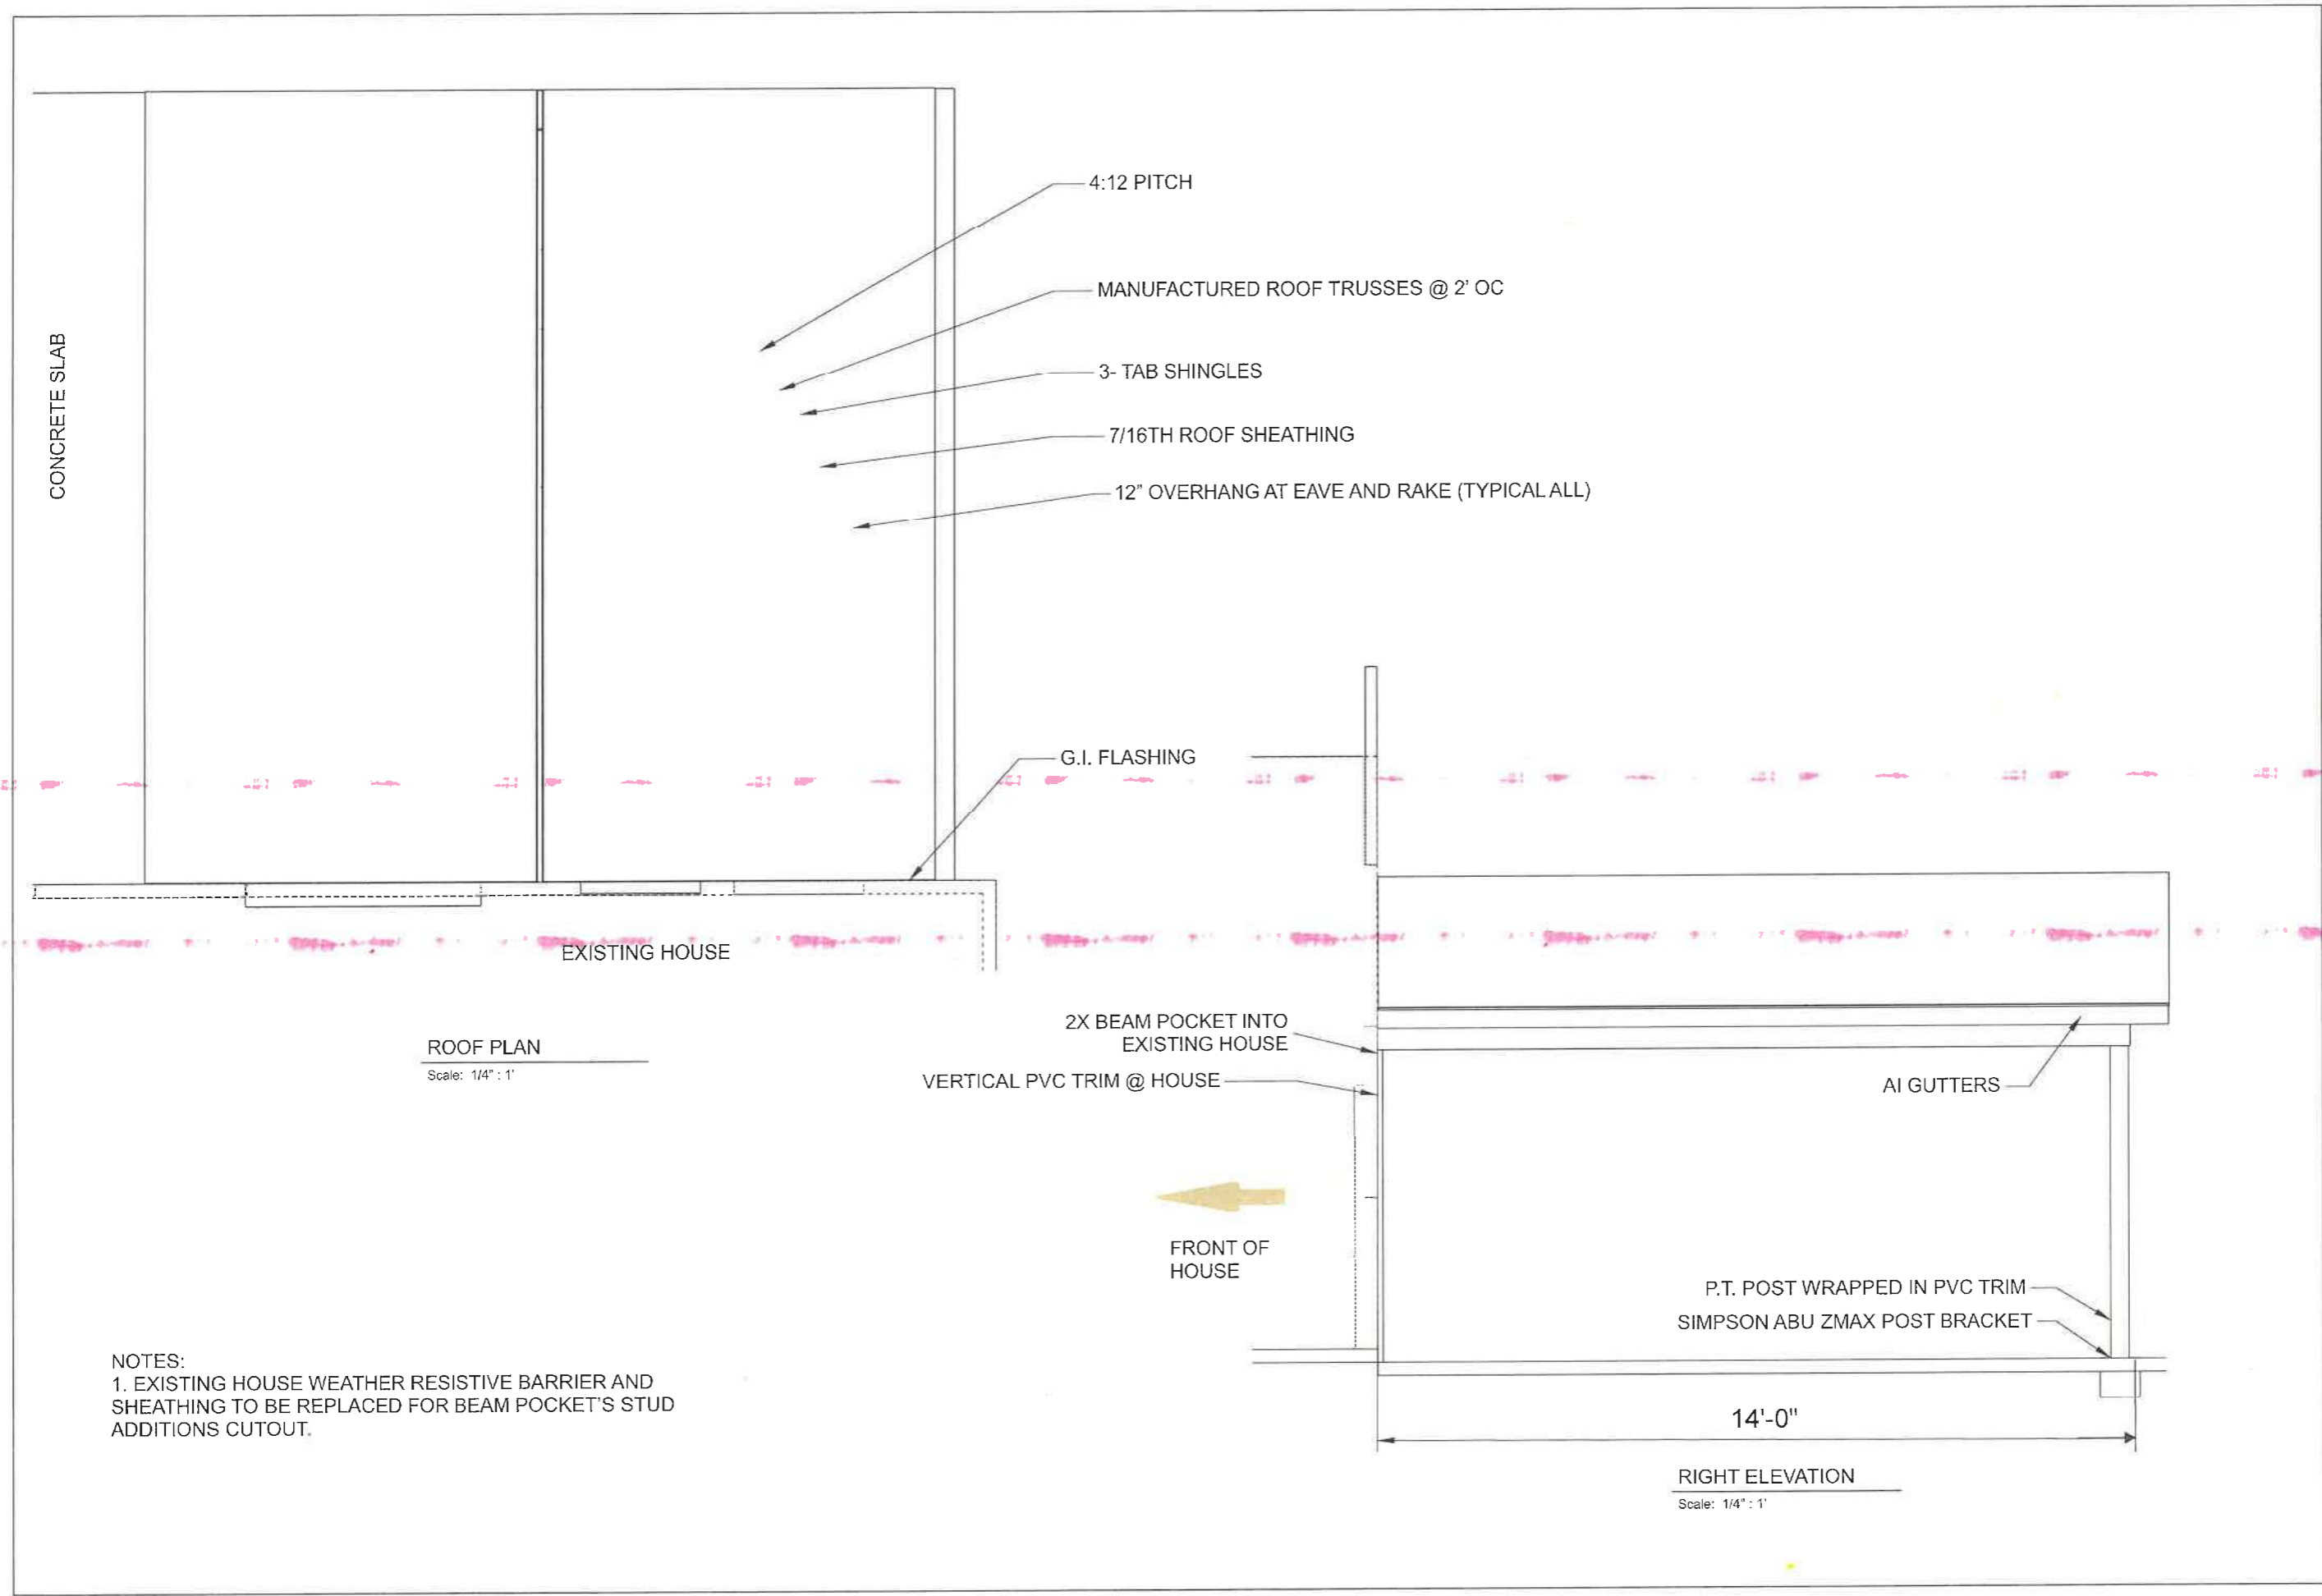 4:12 PITCH
MANUFACTURED ROOF TRUSSES @ 2' OC
3- TAB SHINGLES
7/16TH ROOF SHEATHING
12" OVERHANG AT EAVE AND RAKE (TYPICAL ALL)
CONCRETE SLAB
G.I. FLASHING
EXISTING HOUSE
ROOF PLAN
Scale: 1/4" : 1'
2X BEAM POCKET INTO
EXISTING HOUSE
VERTICAL PVC TRIM @ HOUSE
AI GUTTERS
FRONT OF
HOUSE
P.T. POST WRAPPED IN PVC TRIM
SIMPSON ABU ZMAX POST BRACKET
14'-0"
RIGHT ELEVATION
Scale: 1/4" : 1'
NOTES:
1. EXISTING HOUSE WEATHER RESISTIVE BARRIER AND
SHEATHING TO BE REPLACED FOR BEAM POCKET'S STUD
ADDITIONS CUTOUT.